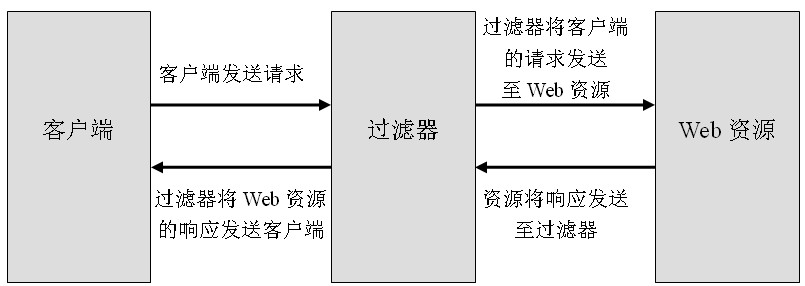 客户端
客户端发送请求
过滤器将 Web 资源
的响应发送客户端
过滤器
过滤器将客户端
的请求发送
至 Web 资源
资源将响应发送
至过滤器
Web 资源